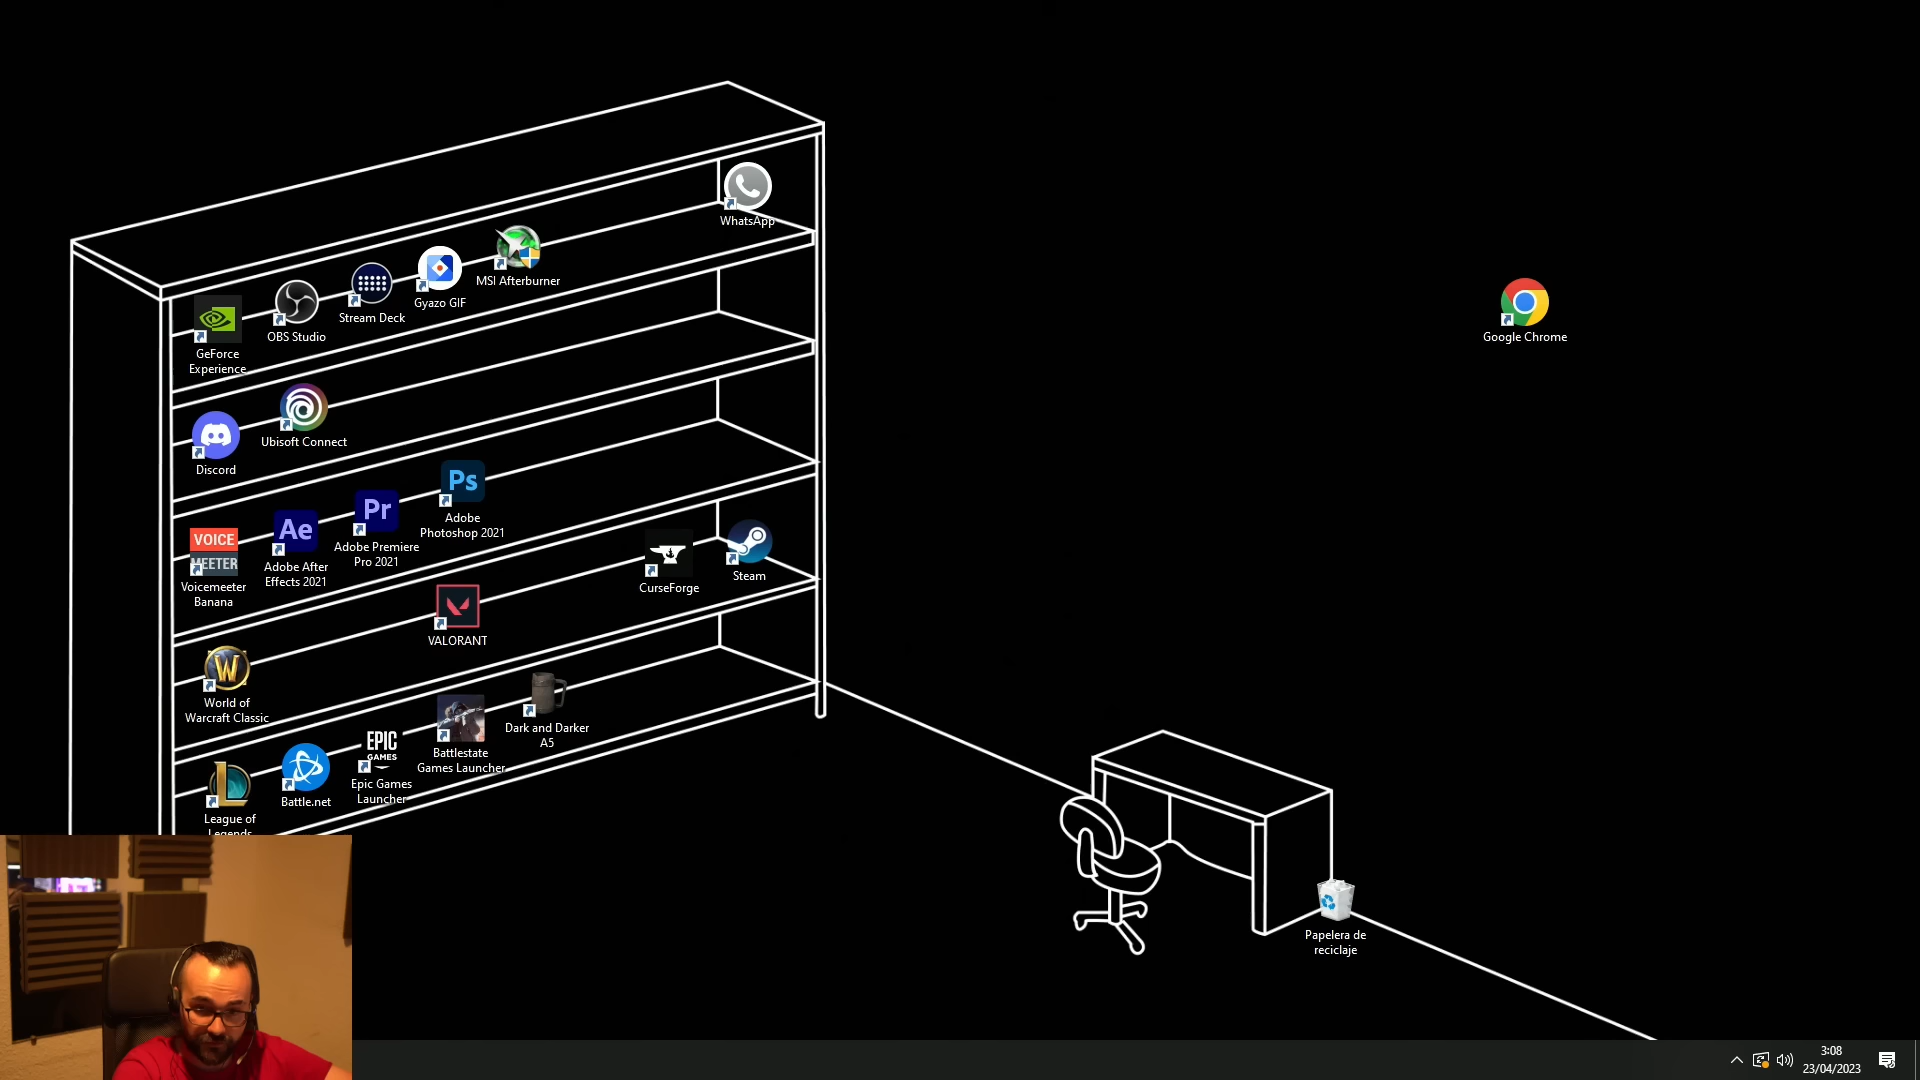 WhatsApp
MSI Afterburner
Gyazo GIF
Stream Deck
OBS Studio
GeForce
Experience
Google Chrome
Ubisoft Connect
Discord
Ps
Adobe
Photoshop 2021
Pr
Adobe Premiere
Pro 2021
Ae
Adobe After
Effects 2021
VOICE
MEETER
Voicemeeter
Banana
CurseForge
Steam
VALORANT
W
World of
Warcraft Classic
Dark and Darker
A5
Battlestate
Games Launcher
EPIC
GAMES
Epic Games
Launcher
Battle.net
League of
Legends
Papelera de
reciclaje
3:08
23/04/2023